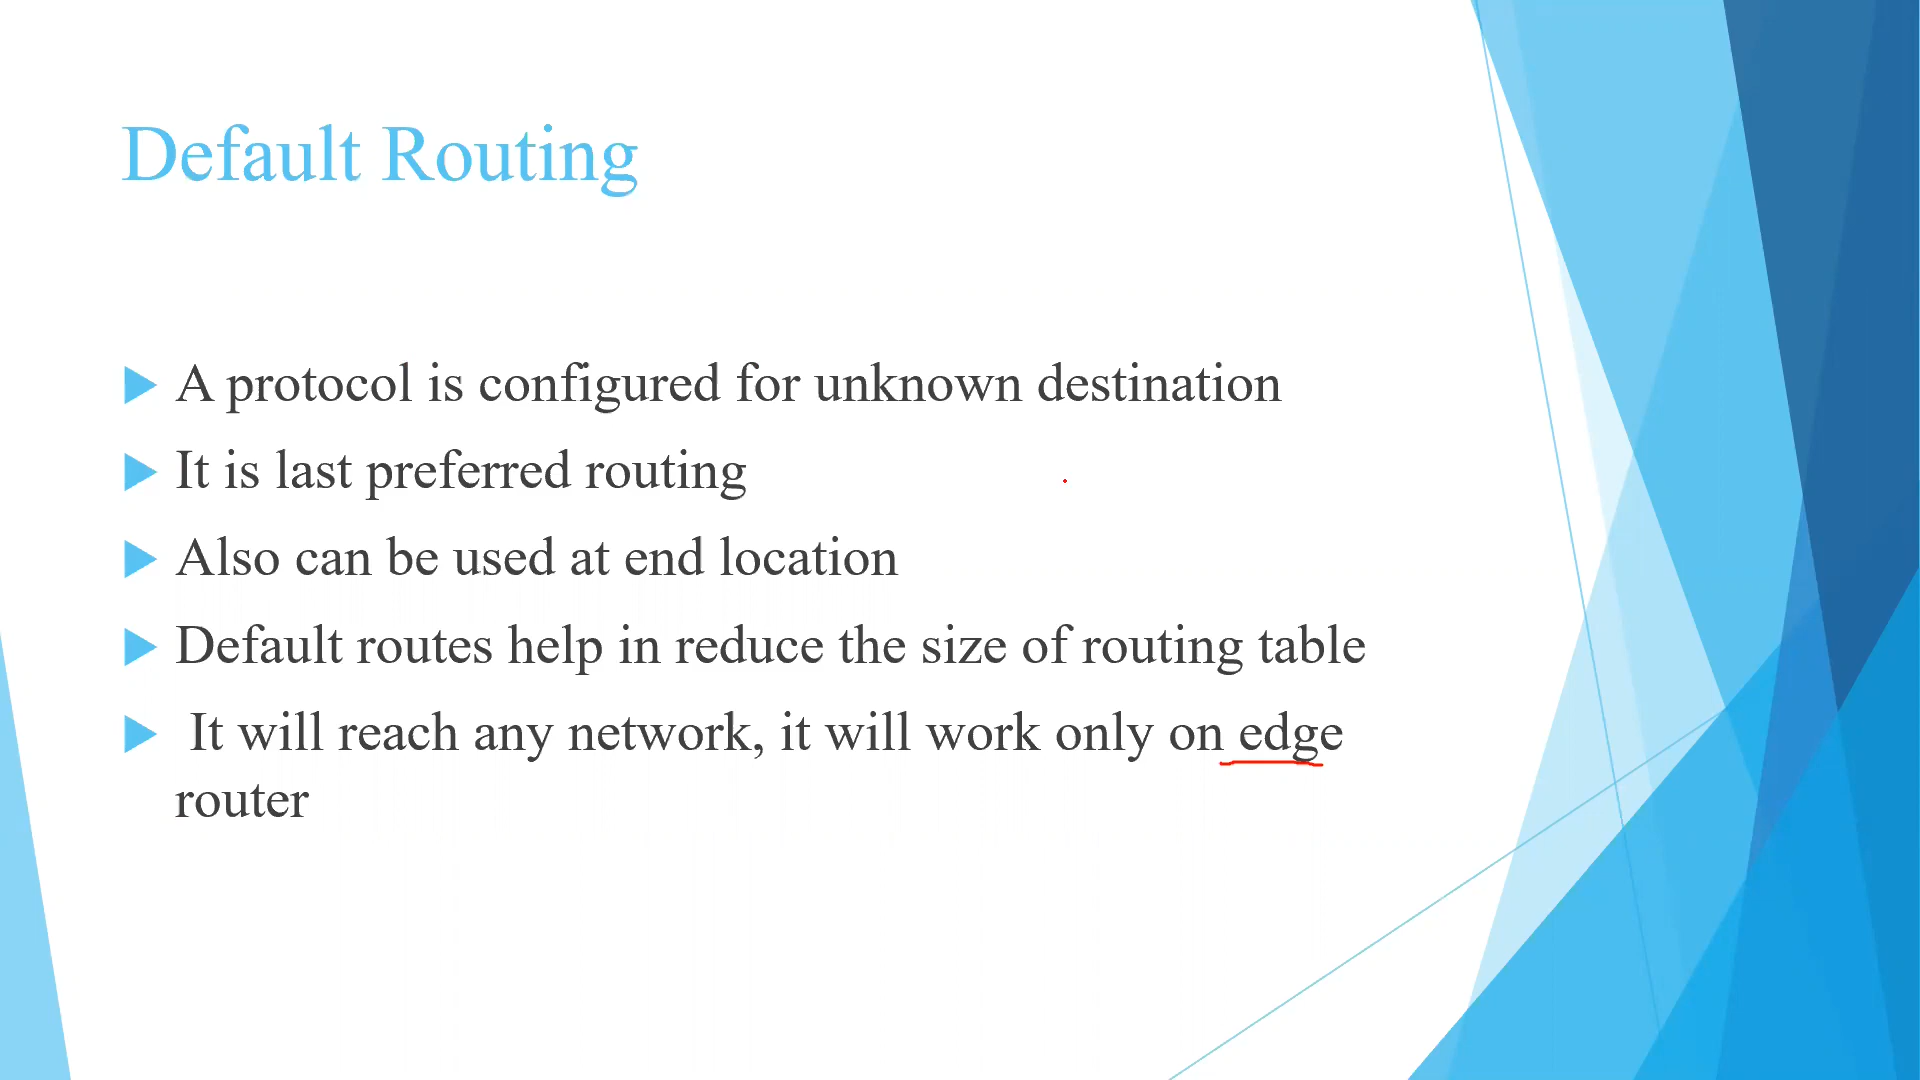 Default Routing
A protocol is configured for unknown destination
It is last preferred routing
Also can be used at end location
Default routes help in reduce the size of routing table
It will reach any network, it will work only on edge
router